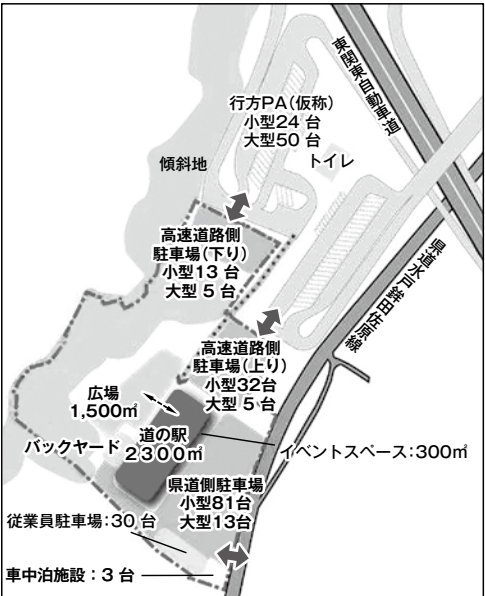 東関東自動車道
行方PA(仮称)
小型24 台
大型50 台
トイレ
傾斜地
高速道路側
駐車場(下り)
小型13 台
大型 5 台
県道水戸鉾田佐原線
高速道路側
駐車場(上り)
小型32台
大型 5 台
広場
1,500㎡
バックヤード
道の駅
2300㎡
イベントスペース:300㎡
県道側駐車場
小型81台
大型13台
従業員駐車場:30 台
車中泊施設:3 台